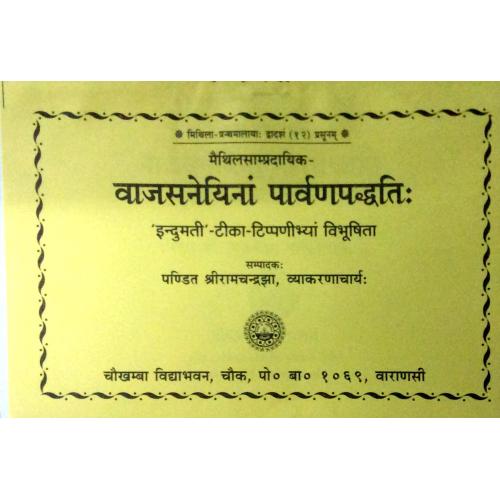 ❋ मिथिला-ग्रन्थमालायाः द्वादशं (१२) प्रसूनम् ❋
मैथिलसाम्प्रदायिक-
वाजसनेयिनां पार्वणपद्धतिः
'इन्दुमती'-टीका-टिप्पणीभ्यां विभूषिता
सम्पादकः
पण्डित श्रीरामचन्द्रझा, व्याकरणाचार्यः
चौखम्बा विद्याभवन, चौक, पो० बा० १०६९, वाराणसी